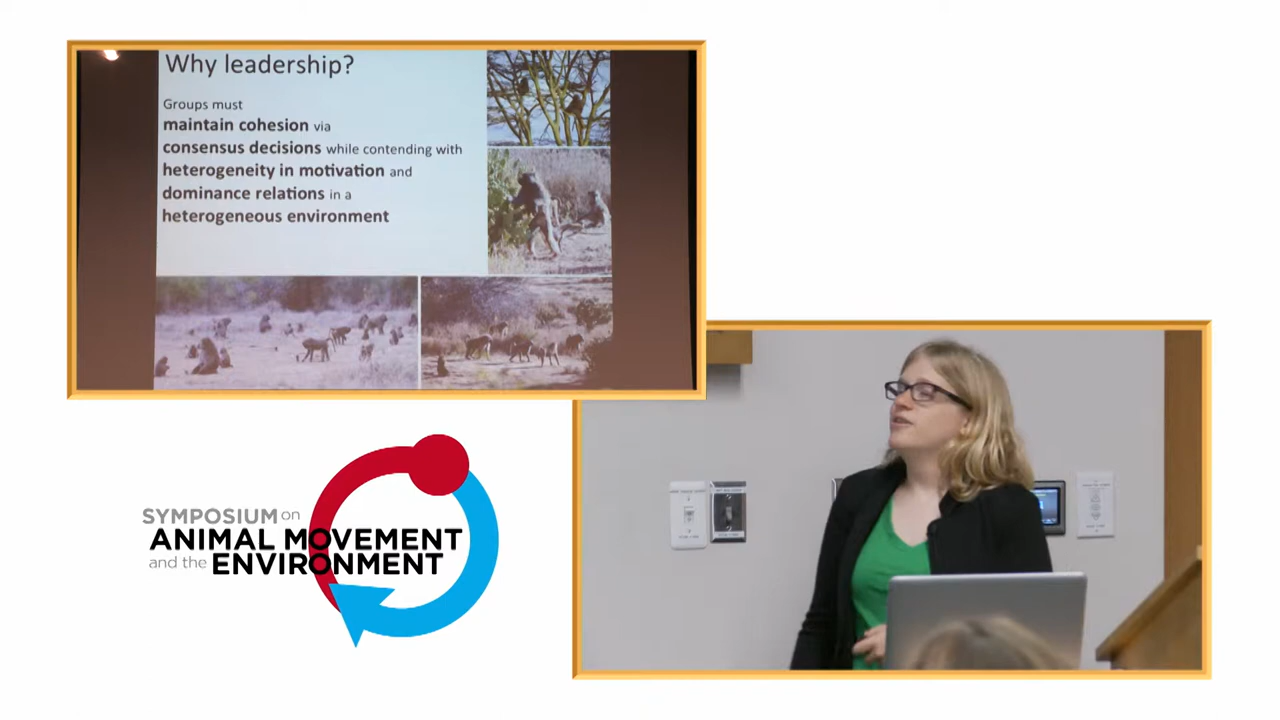 Why leadership?
Groups must
maintain cohesion via
consensus decisions while contending with
heterogeneity in motivation and
dominance relations in a
heterogeneous environment
SYMPOSIUM on
ANIMAL MOVEMENT
and the ENVIRONMENT